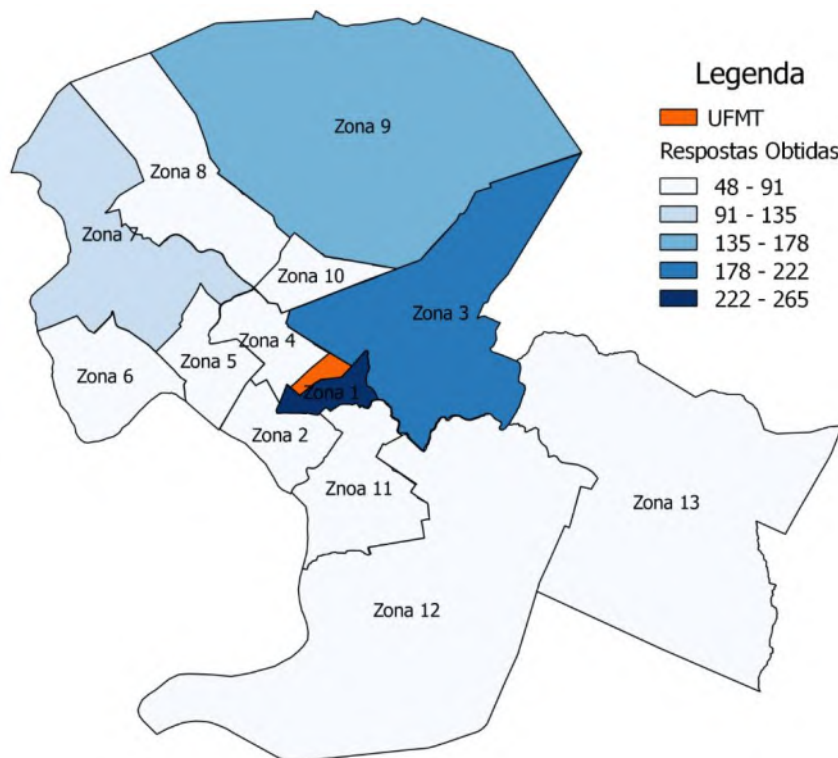 Legenda
UFMT
Respostas Obtidas
48 - 91
91 - 135
135 - 178
178 - 222
222 - 265
Zona 9
Zona 8
Zona 7
Zona 10
Zona 3
Zona 4
Zona 5
Zona 6
Zona 1
Zona 2
Znoa 11
Zona 13
Zona 12